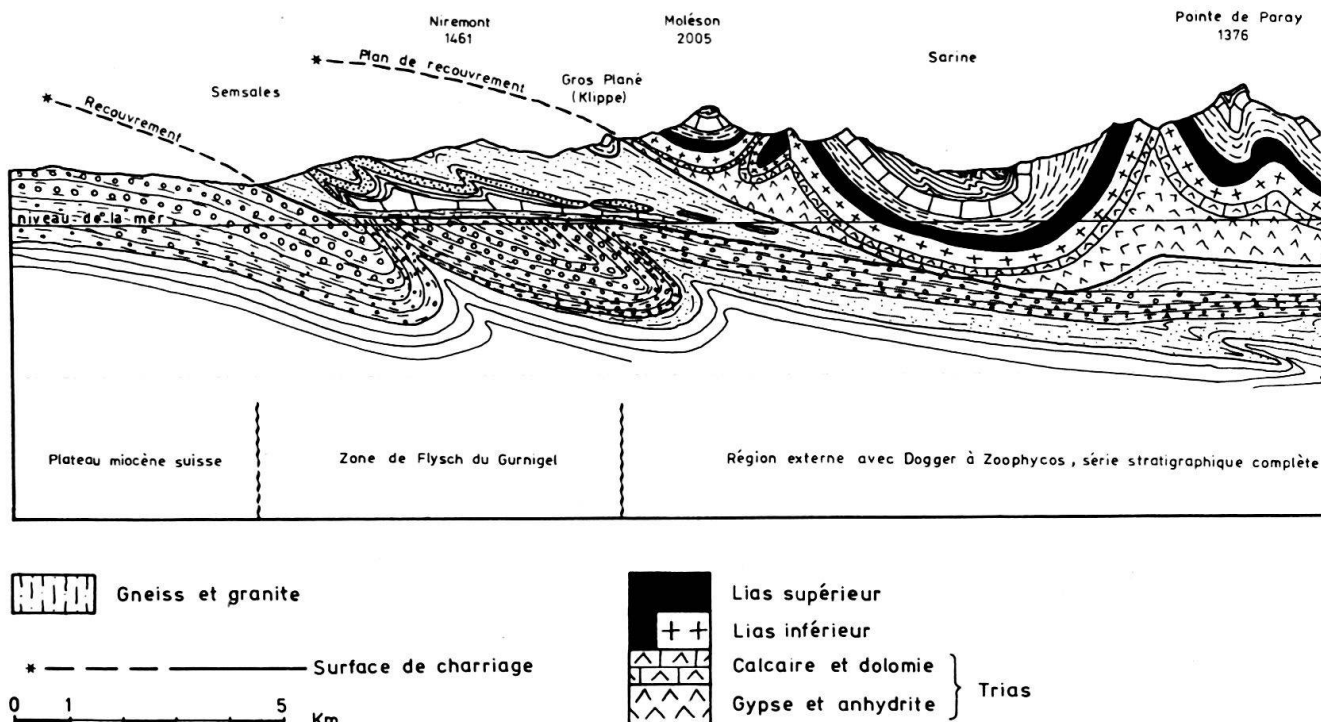 Niremont
1461
Moléson
2005
Pointe de Paray
1376
Sarine
Plan de recouvrement
Gros Plané
(Klippe)
Semsales
Recouvrement
niveau de la mer
Plateau miocène suisse
Zone de Flysch du Gurnigel
Région externe avec Dogger à Zoophycos, série stratigraphique complète
Gneiss et granite
Surface de charriage
0 1 5
Km
Lias supérieur
Lias inférieur
Calcaire et dolomie
Gypse et anhydrite
Trias